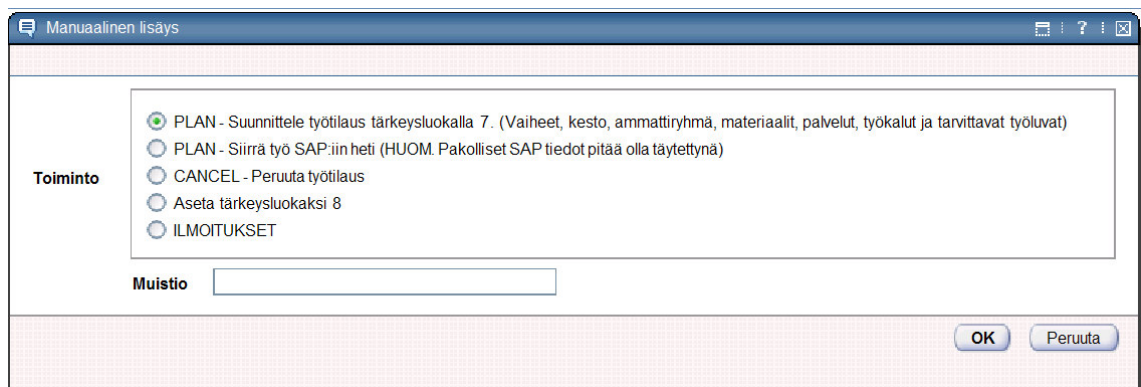 Manuaalinen lisäys
?
PLAN - Suunnittele työtilaus tärkeysluokalla 7. (Vaiheet, kesto, ammattiryhmä, materiaalit, palvelut, työkalut ja tarvittavat työluvat)
PLAN - Siirrä työ SAP:iin heti (HUOM. Pakolliset SAP tiedot pitää olla täytettynä)
Toiminto
CANCEL - Peruuta työtilaus
Aseta tärkeysluokaksi 8
ILMOITUKSET
Muistio
OK Peruuta